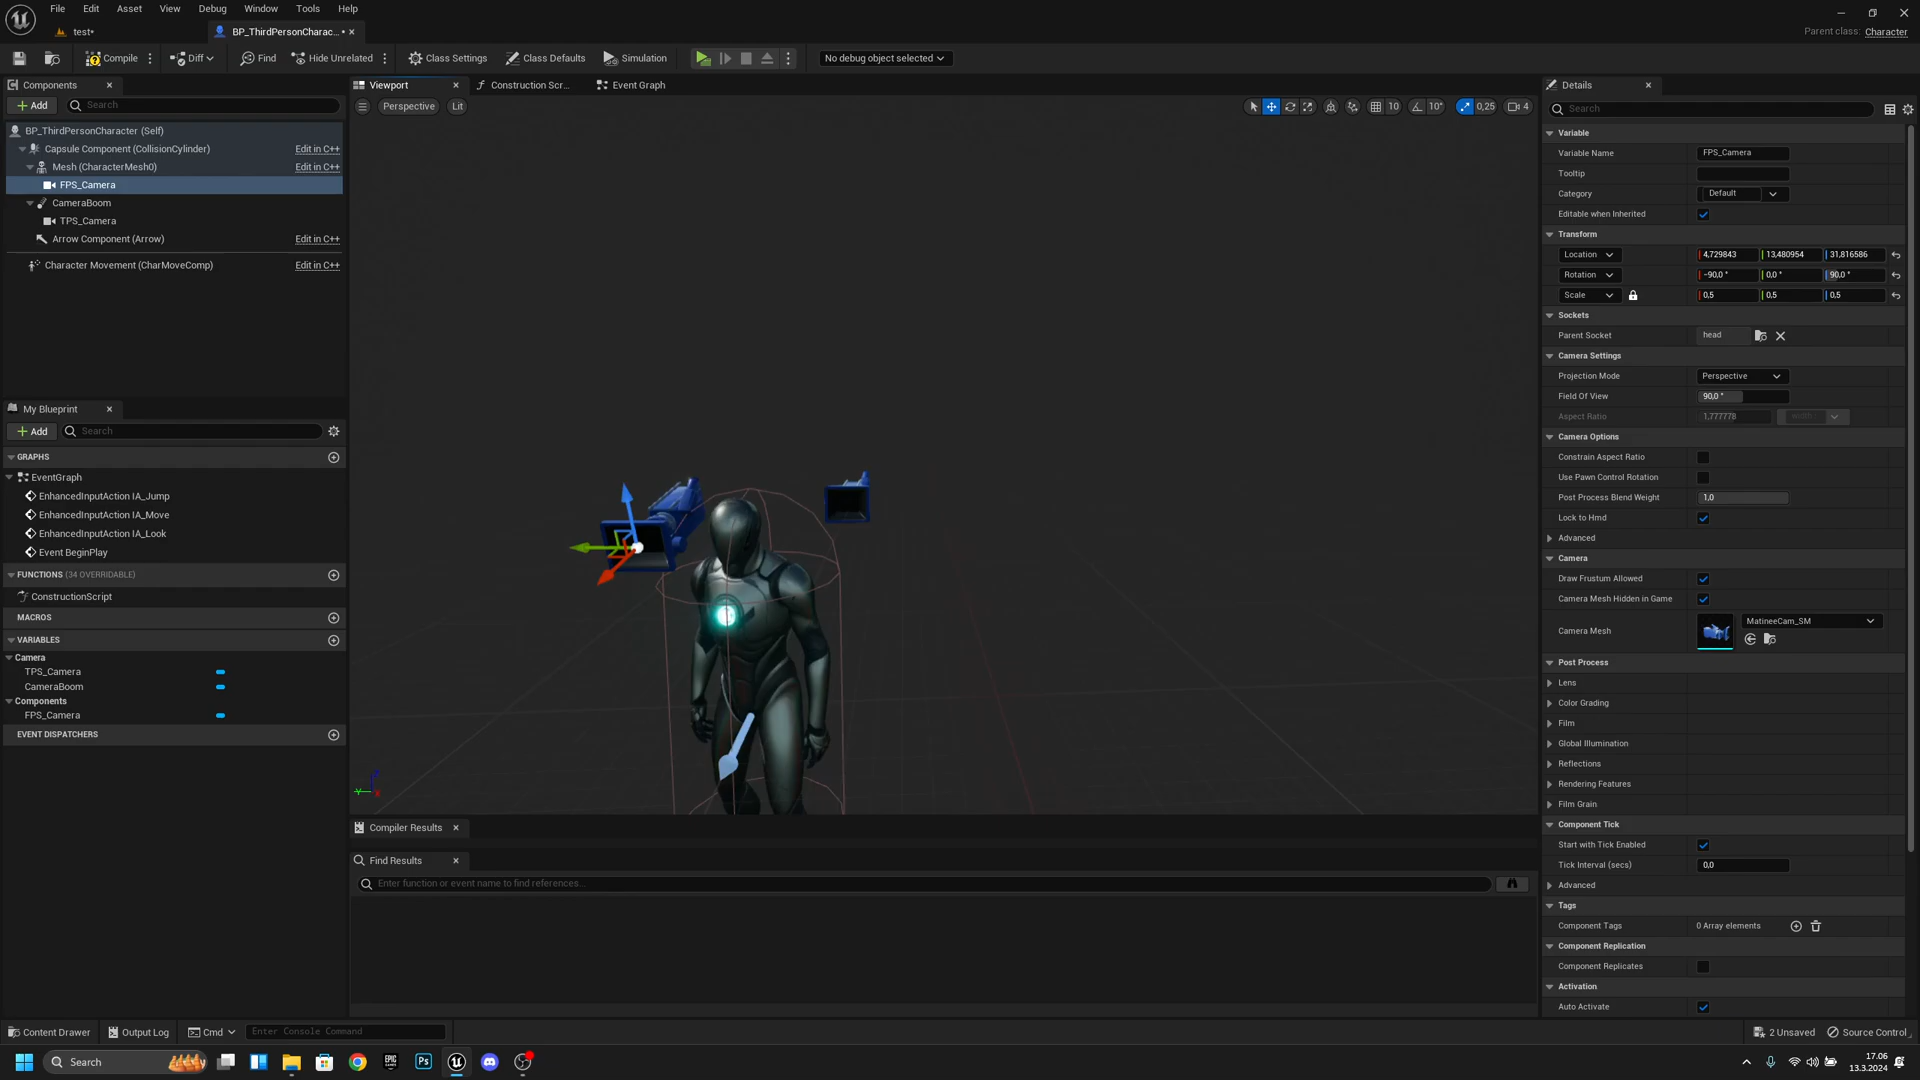 File Edit Asset View Debug Window Tools Help
test*
BP_ThirdPersonCharac... •
Parent class: Character
Compile Diff Find Hide Unrelated Class Settings Class Defaults Simulation No debug object selected
Components
Add Search
BP_ThirdPersonCharacter (Self)
Capsule Component (CollisionCylinder) Edit in C++
Mesh (CharacterMesh0) Edit in C++
FPS_Camera
CameraBoom
TPS_Camera
Arrow Component (Arrow) Edit in C++
Character Movement (CharMoveComp) Edit in C++
My Blueprint
Add Search
GRAPHS
EventGraph
EnhancedInputAction IA_Jump
EnhancedInputAction IA_Move
EnhancedInputAction IA_Look
Event BeginPlay
FUNCTIONS (34 OVERRIDABLE)
ConstructionScript
MACROS
VARIABLES
Camera
TPS_Camera
CameraBoom
Components
FPS_Camera
EVENT DISPATCHERS
Viewport Construction Scr... Event Graph
Perspective Lit 10 10° 0,25 4
Compiler Results
Find Results
Enter function or event name to find references...
Details
Search
Variable
Variable Name FPS_Camera
Tooltip
Category Default
Editable when Inherited
Transform
Location 4,729843 13,480954 31,816586
Rotation -90,0 ° 0,0 ° 90,0 °
Scale 0,5 0,5 0,5
Sockets
Parent Socket head
Camera Settings
Projection Mode Perspective
Field Of View 90,0 °
Aspect Ratio 1,777778
Camera Options
Constrain Aspect Ratio
Use Pawn Control Rotation
Post Process Blend Weight 1,0
Lock to Hmd
Advanced
Camera
Draw Frustum Allowed
Camera Mesh Hidden in Game
Camera Mesh MatineeCam_SM
Post Process
Lens
Color Grading
Film
Global Illumination
Reflections
Rendering Features
Film Grain
Component Tick
Start with Tick Enabled
Tick Interval (secs) 0,0
Advanced
Tags
Component Tags 0 Array elements
Component Replication
Component Replicates
Activation
Auto Activate
Content Drawer Output Log Cmd Enter Console Command 2 Unsaved Source Control
Search EPIC Ps 17.06
13.3.2024